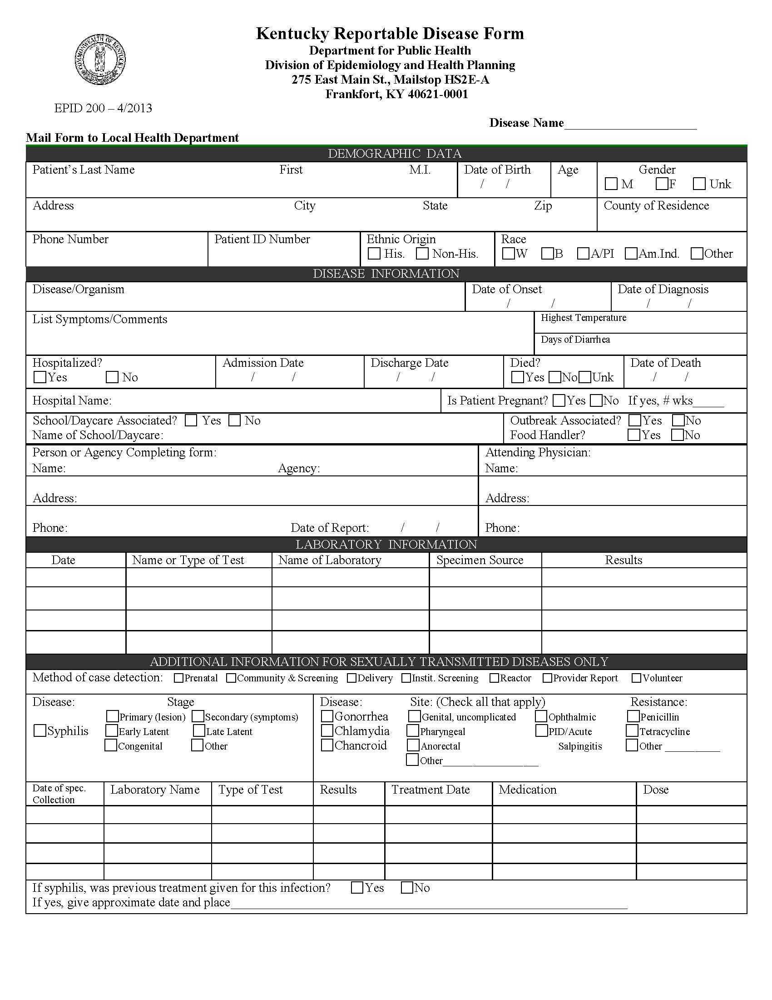 Kentucky Reportable Disease Form
Department for Public Health
Division of Epidemiology and Health Planning
275 East Main St., Mailstop HS2E-A
Frankfort, KY 40621-0001
COMMONWEALTH OF KENTUCKY
EPID 200 – 4/2013
Disease Name_____________________
Mail Form to Local Health Department
DEMOGRAPHIC DATA
Patient’s Last Name First M.I. Date of Birth Age Gender
/ / M F Unk
Address City State Zip County of Residence
Phone Number Patient ID Number Ethnic Origin Race
His. Non-His. W B A/PI Am.Ind. Other
DISEASE INFORMATION
Disease/Organism Date of Onset Date of Diagnosis
/ / / /
List Symptoms/Comments Highest Temperature
Days of Diarrhea
Hospitalized? Admission Date Discharge Date Died? Date of Death
Yes No / / / / Yes No Unk / /
Hospital Name: Is Patient Pregnant? Yes No If yes, # wks_____
School/Daycare Associated? Yes No Outbreak Associated? Yes No
Name of School/Daycare: Food Handler? Yes No
Person or Agency Completing form: Attending Physician:
Name: Agency: Name:
Address: Address:
Phone: Date of Report: / / Phone:
LABORATORY INFORMATION
Date Name or Type of Test Name of Laboratory Specimen Source Results
ADDITIONAL INFORMATION FOR SEXUALLY TRANSMITTED DISEASES ONLY
Method of case detection: Prenatal Community & Screening Delivery Instit. Screening Reactor Provider Report Volunteer
Disease: Stage Disease: Site: (Check all that apply) Resistance:
Primary (lesion) Secondary (symptoms) Gonorrhea Genital, uncomplicated Ophthalmic Penicillin
Syphilis Early Latent Late Latent Chlamydia Pharyngeal PID/Acute Tetracycline
Congenital Other Chancroid Anorectal Salpingitis Other ___________
Other___________________
Date of spec. Laboratory Name Type of Test Results Treatment Date Medication Dose
Collection
If syphilis, was previous treatment given for this infection? Yes No
If yes, give approximate date and place_______________________________________________________________